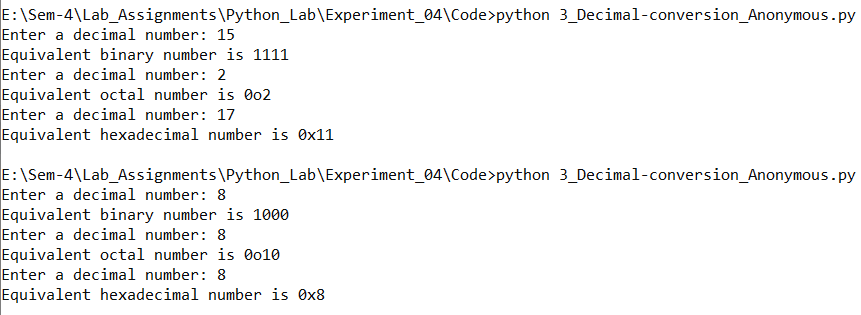 E:\Sem-4\Lab_Assignments\Python_Lab\Experiment_04\Code>python 3_Decimal-conversion_Anonymous.py
Enter a decimal number: 15
Equivalent binary number is 1111
Enter a decimal number: 2
Equivalent octal number is 0o2
Enter a decimal number: 17
Equivalent hexadecimal number is 0x11
E:\Sem-4\Lab_Assignments\Python_Lab\Experiment_04\Code>python 3_Decimal-conversion_Anonymous.py
Enter a decimal number: 8
Equivalent binary number is 1000
Enter a decimal number: 8
Equivalent octal number is 0o10
Enter a decimal number: 8
Equivalent hexadecimal number is 0x8